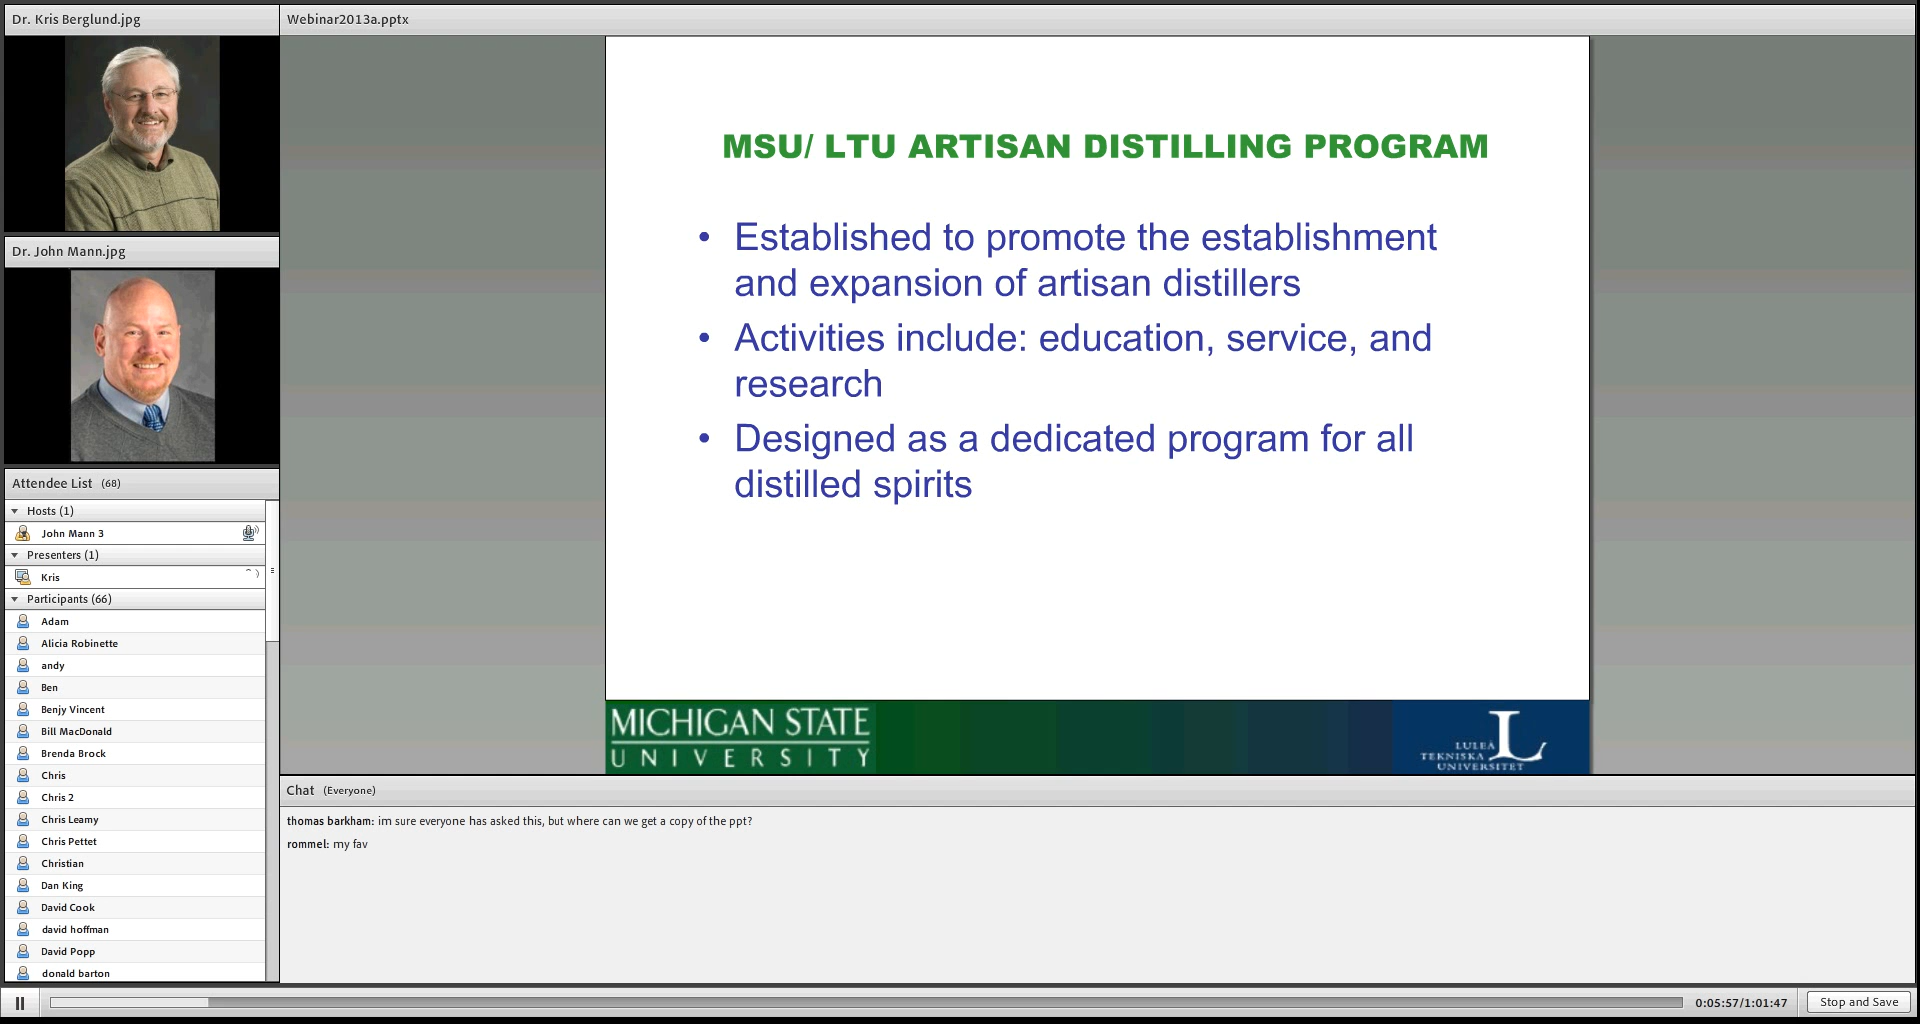 Dr. Kris Berglund.jpg
Dr. John Mann.jpg
Attendee List (68)
Hosts (1)
John Mann 3
Presenters (1)
Kris
Participants (66)
Adam
Alicia Robinette
andy
Ben
Benjy Vincent
Bill MacDonald
Brenda Brock
Chris
Chris 2
Chris Leamy
Chris Pettet
Christian
Dan King
David Cook
david hoffman
David Popp
donald barton
Webinar2013a.pptx
MSU/ LTU ARTISAN DISTILLING PROGRAM
• Established to promote the establishment
and expansion of artisan distillers
• Activities include: education, service, and
research
• Designed as a dedicated program for all
distilled spirits
MICHIGAN STATE
UNIVERSITY
L
LULEÅ
TEKNISKA
UNIVERSITET
Chat (Everyone)
thomas barkham: im sure everyone has asked this, but where can we get a copy of the ppt?
rommel: my fav
0:05:57/1:01:47
Stop and Save